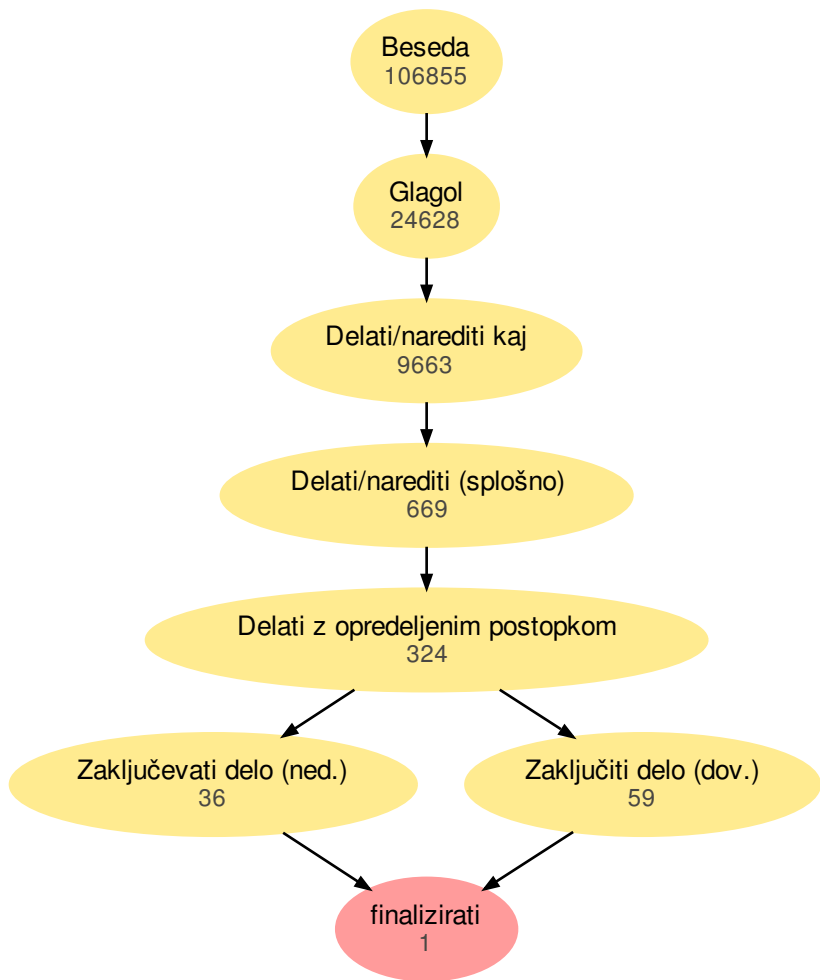 Beseda
106855
Glagol
24628
Delati/narediti kaj
9663
Delati/narediti (splošno)
669
Delati z opredeljenim postopkom
324
Zaključevati delo (ned.)
36
Zaključiti delo (dov.)
59
finalizirati
1